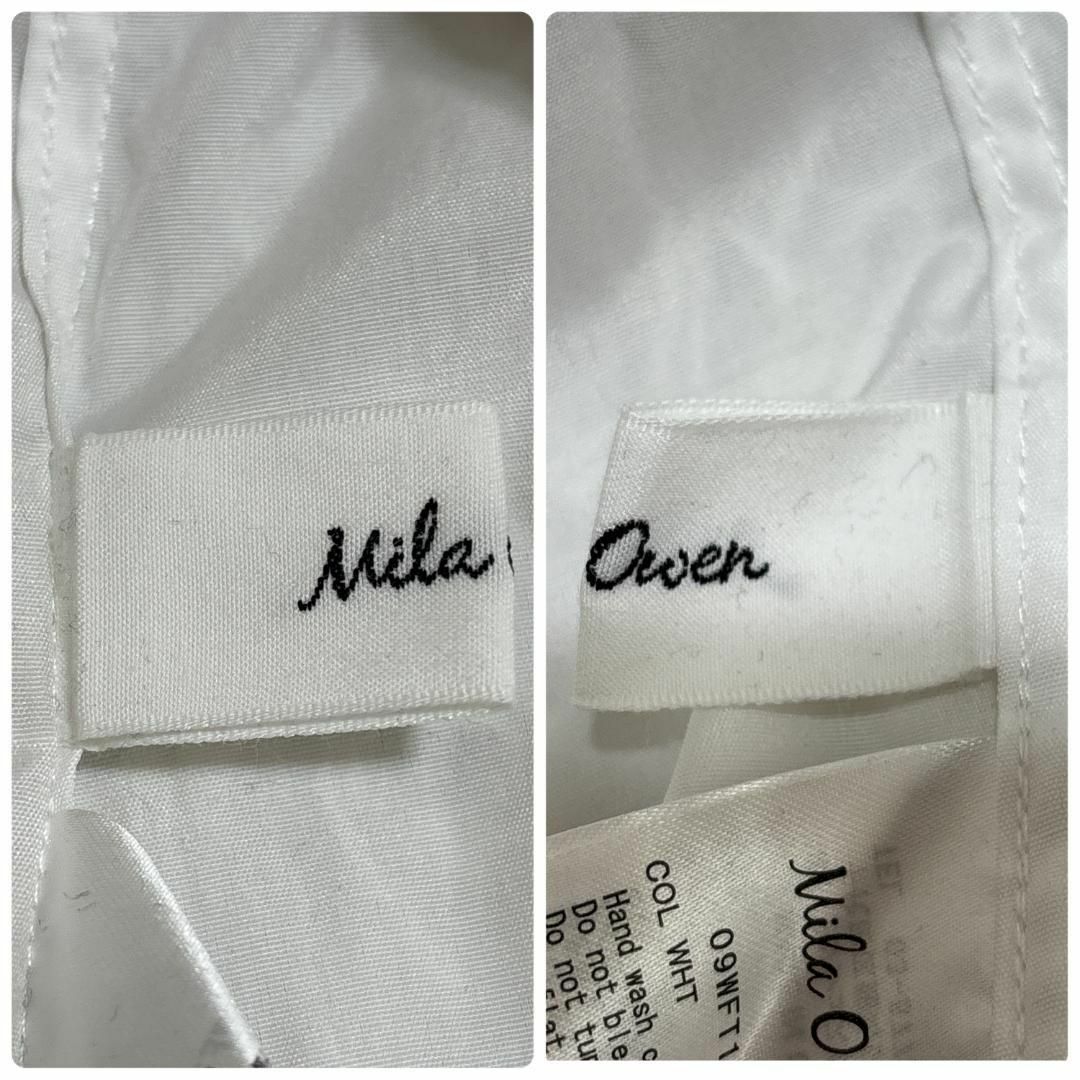 Mila
Owen
Mila O
09WFT1
COL WHT
Hand wash c
Do not ble
Do not tu